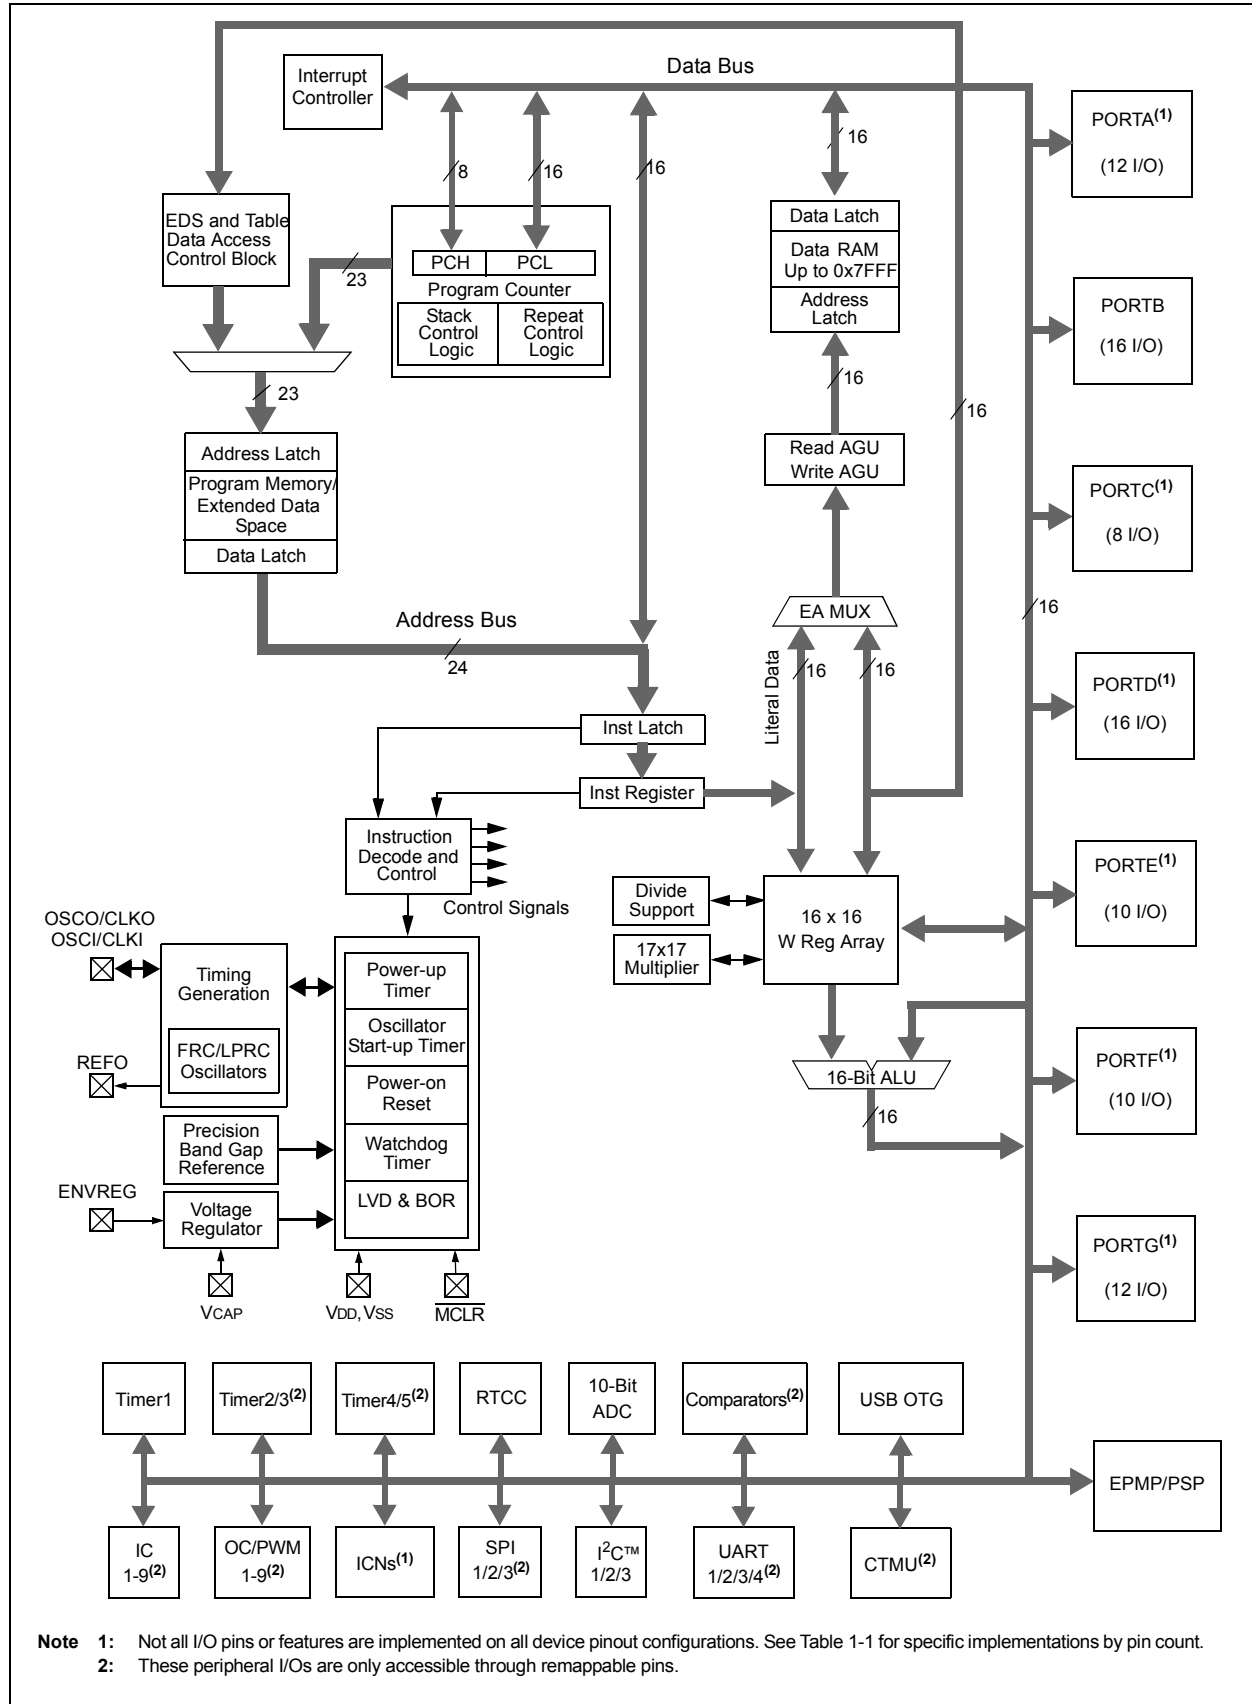 Data Bus
Interrupt
Controller
PORTA(1)
(12 I/O)
8
16
16
16
EDS and Table
Data Access
Control Block
Data Latch
Data RAM
Up to 0x7FFF
Address
Latch
PCH
PCL
Program Counter
Stack
Control
Logic
Repeat
Control
Logic
23
23
PORTB
(16 I/O)
16
16
Read AGU
Write AGU
Address Latch
Program Memory/
Extended Data
Space
Data Latch
PORTC(1)
(8 I/O)
16
EA MUX
Address Bus
24
Literal Data
16
16
PORTD(1)
(16 I/O)
Inst Latch
Inst Register
Instruction
Decode and
Control
Control Signals
Divide
Support
17x17
Multiplier
16 x 16
W Reg Array
PORTE(1)
(10 I/O)
OSCO/CLKO
OSCI/CLKI
Timing
Generation
FRC/LPRC
Oscillators
REFO
Power-up
Timer
Oscillator
Start-up Timer
Power-on
Reset
Watchdog
Timer
LVD & BOR
16-Bit ALU
16
PORTF(1)
(10 I/O)
Precision
Band Gap
Reference
ENVREG
Voltage
Regulator
VCAP
VDD, VSS
MCLR
PORTG(1)
(12 I/O)
Timer1
Timer2/3(2)
Timer4/5(2)
RTCC
10-Bit
ADC
Comparators(2)
USB OTG
EPMP/PSP
IC
1-9(2)
OC/PWM
1-9(2)
ICNs(1)
SPI
1/2/3(2)
I2C™
1/2/3
UART
1/2/3/4(2)
CTMU(2)
Note 1: Not all I/O pins or features are implemented on all device pinout configurations. See Table 1-1 for specific implementations by pin count.
2: These peripheral I/Os are only accessible through remappable pins.